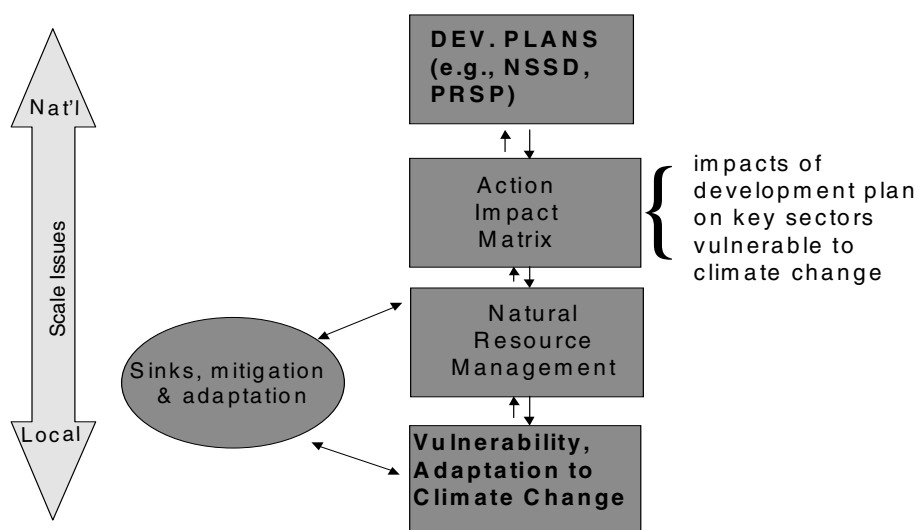 DEV. PLANS
(e.g., NSSD,
PRSP)
Nat'l
Action
Impact
Matrix
impacts of
development plan
on key sectors
vulnerable to
climate change
Scale Issues
Natural
Resource
Management
Sinks, mitigation
& adaptation
Local
Vulnerability,
Adaptation to
Climate Change